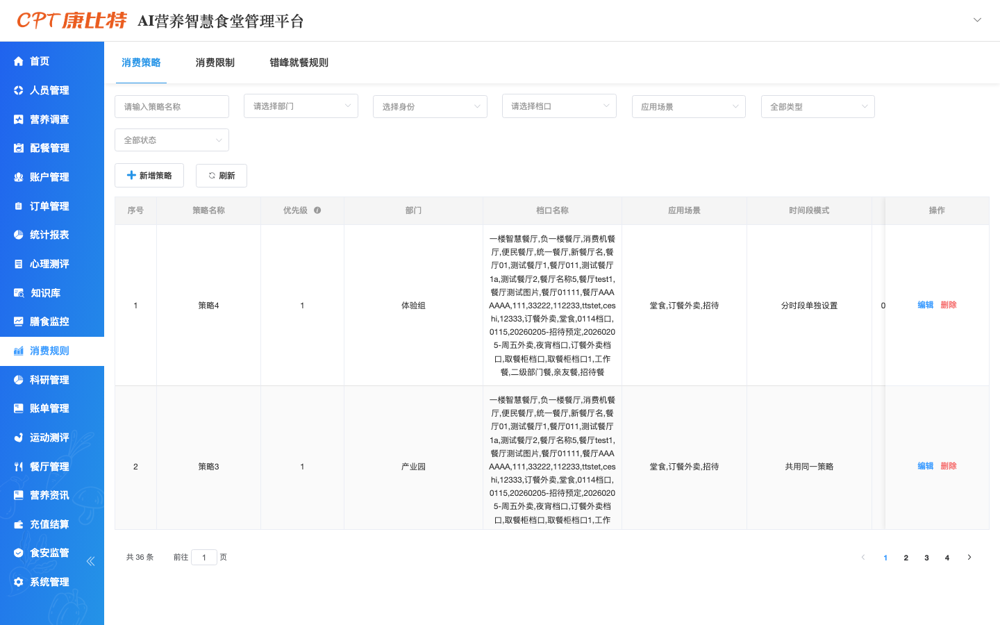 CPT 康比特 AI营养智慧食堂管理平台
首页
人员管理
营养调查
配餐管理
账户管理
订单管理
统计报表
心理测评
知识库
膳食监控
消费规则
科研管理
账单管理
运动测评
餐厅管理
营养资讯
充值结算
食安监管
系统管理
消费策略 消费限制 错峰就餐规则
请输入策略名称 请选择部门 选择身份 请选择档口 应用场景 全部类型
全部状态
新增策略 刷新
序号 策略名称 优先级 部门 档口名称 应用场景 时间段模式 操作
1 策略4 1 体验组
一楼智慧餐厅,负一楼餐厅,消费机餐
厅,便民餐厅,统一餐厅,新餐厅名,餐
厅01,测试餐厅1,餐厅011,测试餐厅
1a,测试餐厅2,餐厅名称5,餐厅test1,
餐厅测试图片,餐厅01111,餐厅AAA
AAAA,111,33222,112233,ttstet,ces
hi,12333,订餐外卖,堂食,0114档口,
0115,20260205-招待预定,2026020
5-周五外卖,夜宵档口,订餐外卖档
口,取餐柜档口,取餐柜档口1,工作
餐,二级部门餐,亲友餐,招待餐
堂食,订餐外卖,招待 分时段单独设置 0 编辑 删除
2 策略3 1 产业园
一楼智慧餐厅,负一楼餐厅,消费机餐
厅,便民餐厅,统一餐厅,新餐厅名,餐
厅01,测试餐厅1,餐厅011,测试餐厅
1a,测试餐厅2,餐厅名称5,餐厅test1,
餐厅测试图片,餐厅01111,餐厅AAA
AAAA,111,33222,112233,ttstet,ces
hi,12333,订餐外卖,堂食,0114档口,
0115,20260205-招待预定,2026020
5-周五外卖,夜宵档口,订餐外卖档
口,取餐柜档口,取餐柜档口1,工作
堂食,订餐外卖,招待 共用同一策略 编辑 删除
共 36 条 前往 1 页 1 2 3 4